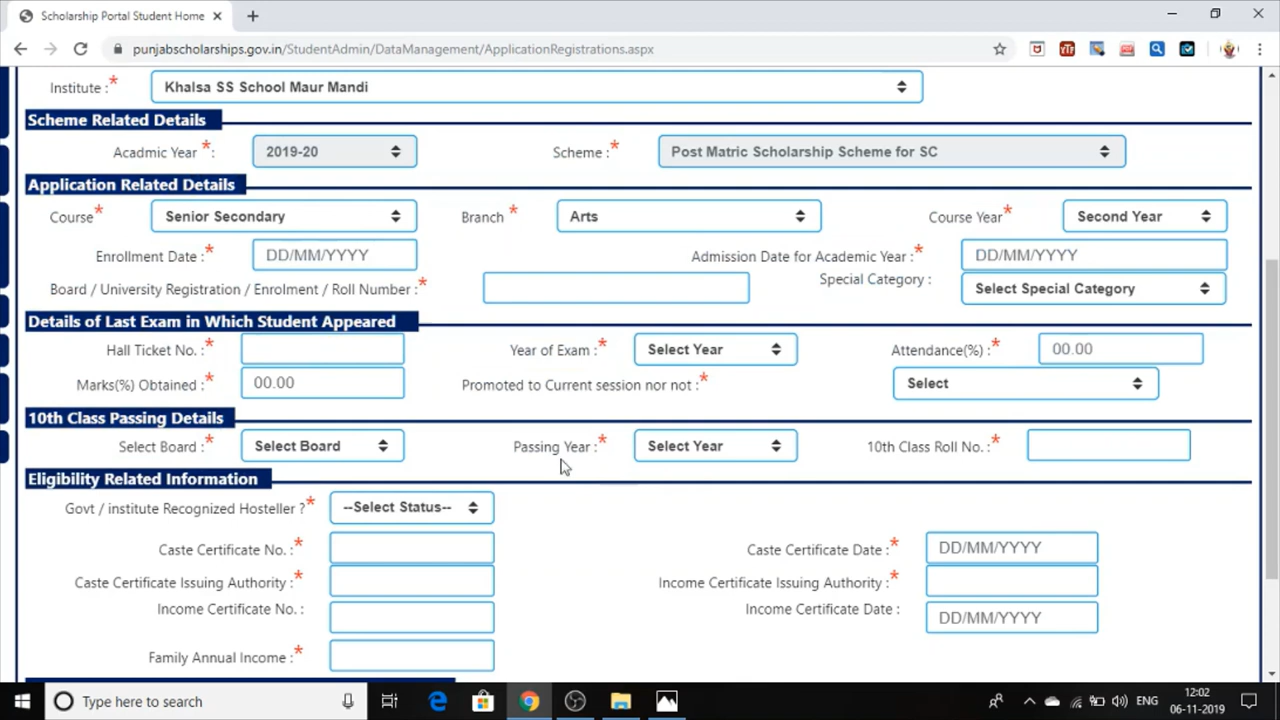 Scholarship Portal Student Home
punjabscholarships.gov.in/StudentAdmin/DataManagement/ApplicationRegistrations.aspx
Institute :* Khalsa SS School Maur Mandi
Scheme Related Details
Acadmic Year *: 2019-20 Scheme :* Post Matric Scholarship Scheme for SC
Application Related Details
Course* Senior Secondary Branch * Arts Course Year* Second Year
Enrollment Date :* DD/MM/YYYY Admission Date for Academic Year :* DD/MM/YYYY
Board / University Registration / Enrolment / Roll Number :* Special Category : Select Special Category
Details of Last Exam in Which Student Appeared
Hall Ticket No. :* Year of Exam :* Select Year Attendance(%) :* 00.00
Marks(%) Obtained :* 00.00 Promoted to Current session nor not :* Select
10th Class Passing Details
Select Board :* Select Board Passing Year :* Select Year 10th Class Roll No. :*
Eligibility Related Information
Govt / institute Recognized Hosteller ?* --Select Status--
Caste Certificate No. :* Caste Certificate Date :* DD/MM/YYYY
Caste Certificate Issuing Authority :* Income Certificate Issuing Authority :*
Income Certificate No. : Income Certificate Date : DD/MM/YYYY
Family Annual Income :*
Type here to search ENG 12:02
06-11-2019